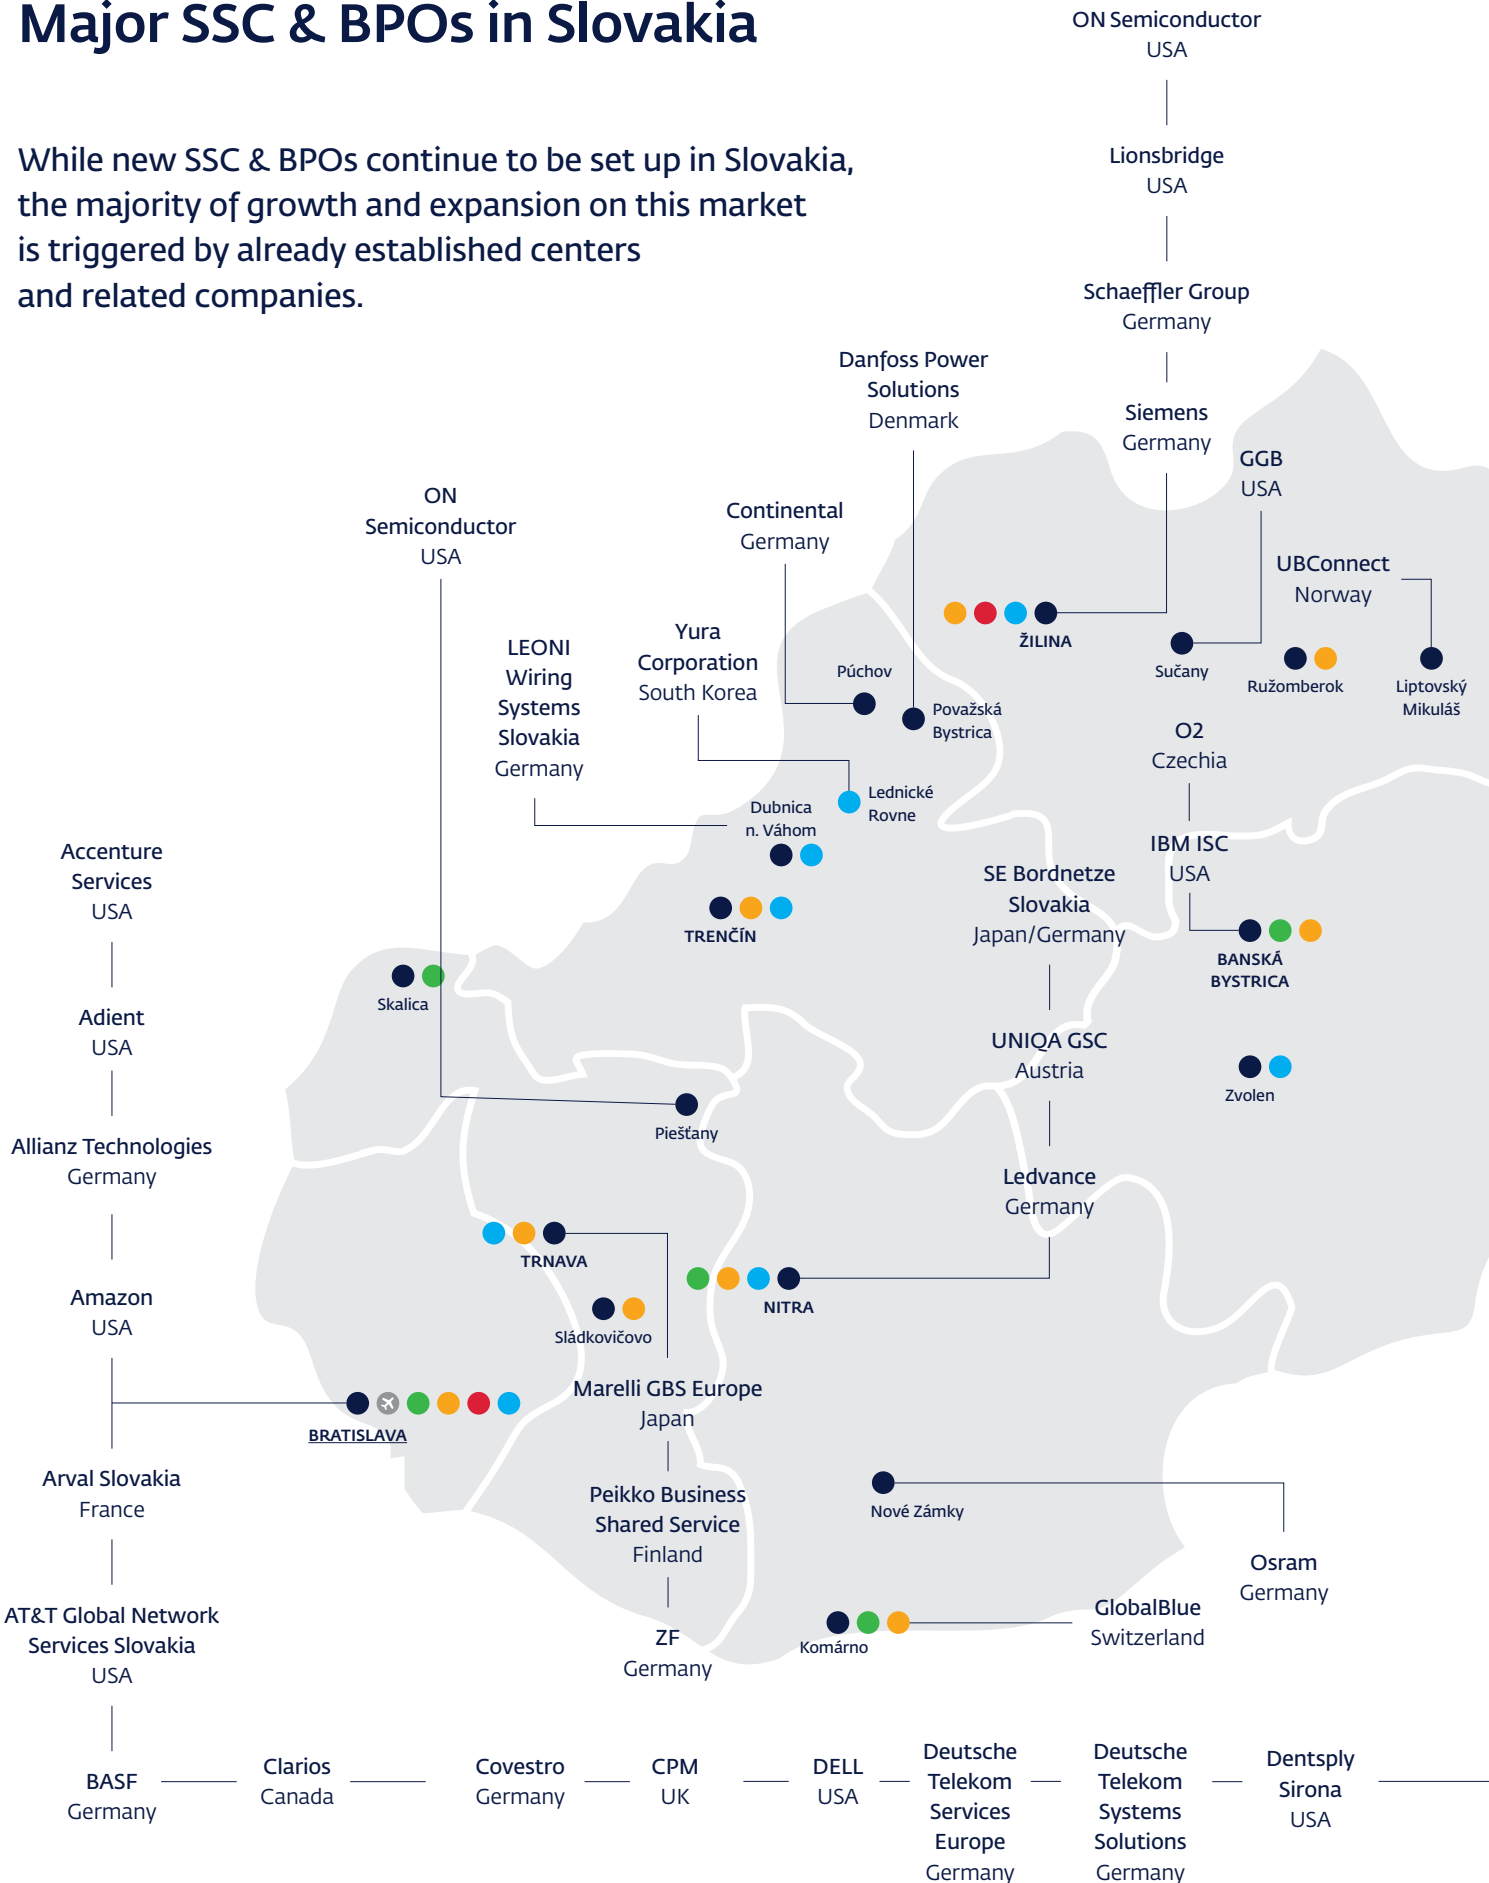 Major SSC & BPOs in Slovakia
While new SSC & BPOs continue to be set up in Slovakia,
the majority of growth and expansion on this market
is triggered by already established centers
and related companies.
ON Semiconductor
USA
Lionsbridge
USA
Schaeffler Group
Germany
Siemens
Germany
Danfoss Power
Solutions
Denmark
GGB
USA
UBConnect
Norway
ON
Semiconductor
USA
Continental
Germany
Yura
Corporation
South Korea
LEONI
Wiring
Systems
Slovakia
Germany
ŽILINA
Sučany
Ružomberok
Liptovský
Mikuláš
Púchov
Považská
Bystrica
Lednické
Rovne
Dubnica
n. Váhom
TRENČÍN
O2
Czechia
IBM ISC
USA
BANSKÁ
BYSTRICA
Zvolen
SE Bordnetze
Slovakia
Japan/Germany
UNIQA GSC
Austria
Ledvance
Germany
Skalica
Piešťany
TRNAVA
Sládkovičovo
NITRA
Accenture
Services
USA
Adient
USA
Allianz Technologies
Germany
Amazon
USA
BRATISLAVA
Marelli GBS Europe
Japan
Peikko Business
Shared Service
Finland
ZF
Germany
Nové Zámky
Osram
Germany
Komárno
GlobalBlue
Switzerland
Arval Slovakia
France
AT&T Global Network
Services Slovakia
USA
BASF
Germany
Clarios
Canada
Covestro
Germany
CPM
UK
DELL
USA
Deutsche
Telekom
Services
Europe
Germany
Deutsche
Telekom
Systems
Solutions
Germany
Dentsply
Sirona
USA